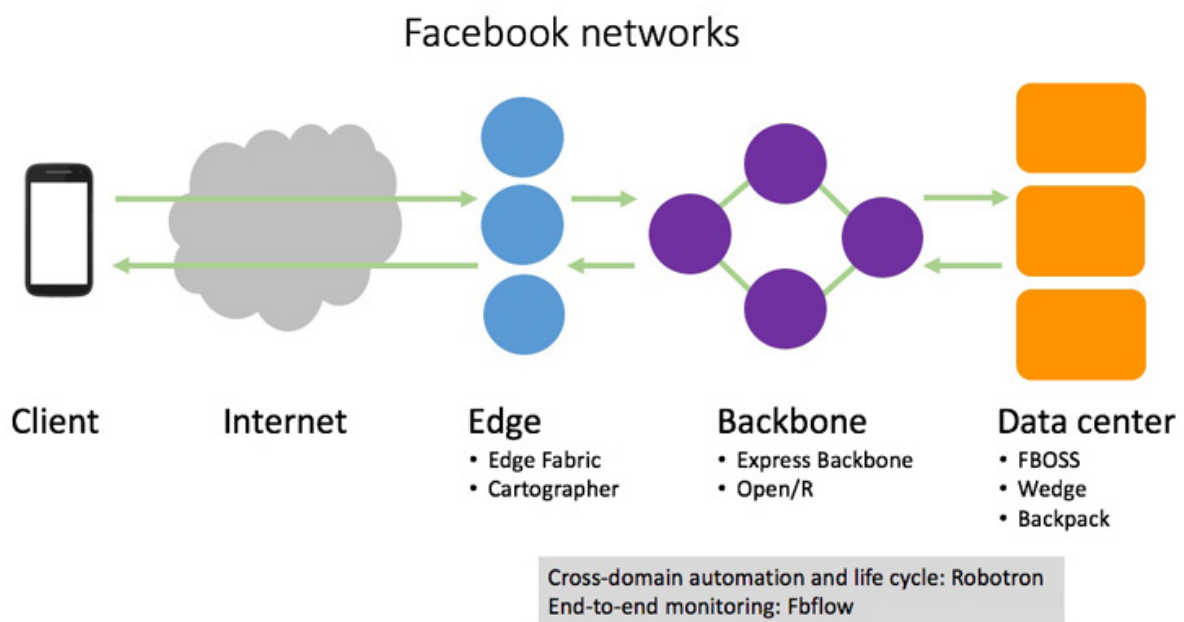 Facebook networks
Client
Internet
Edge
• Edge Fabric
• Cartographer
Backbone
• Express Backbone
• Open/R
Data center
• FBOSS
• Wedge
• Backpack
Cross-domain automation and life cycle: Robotron
End-to-end monitoring: Fbflow